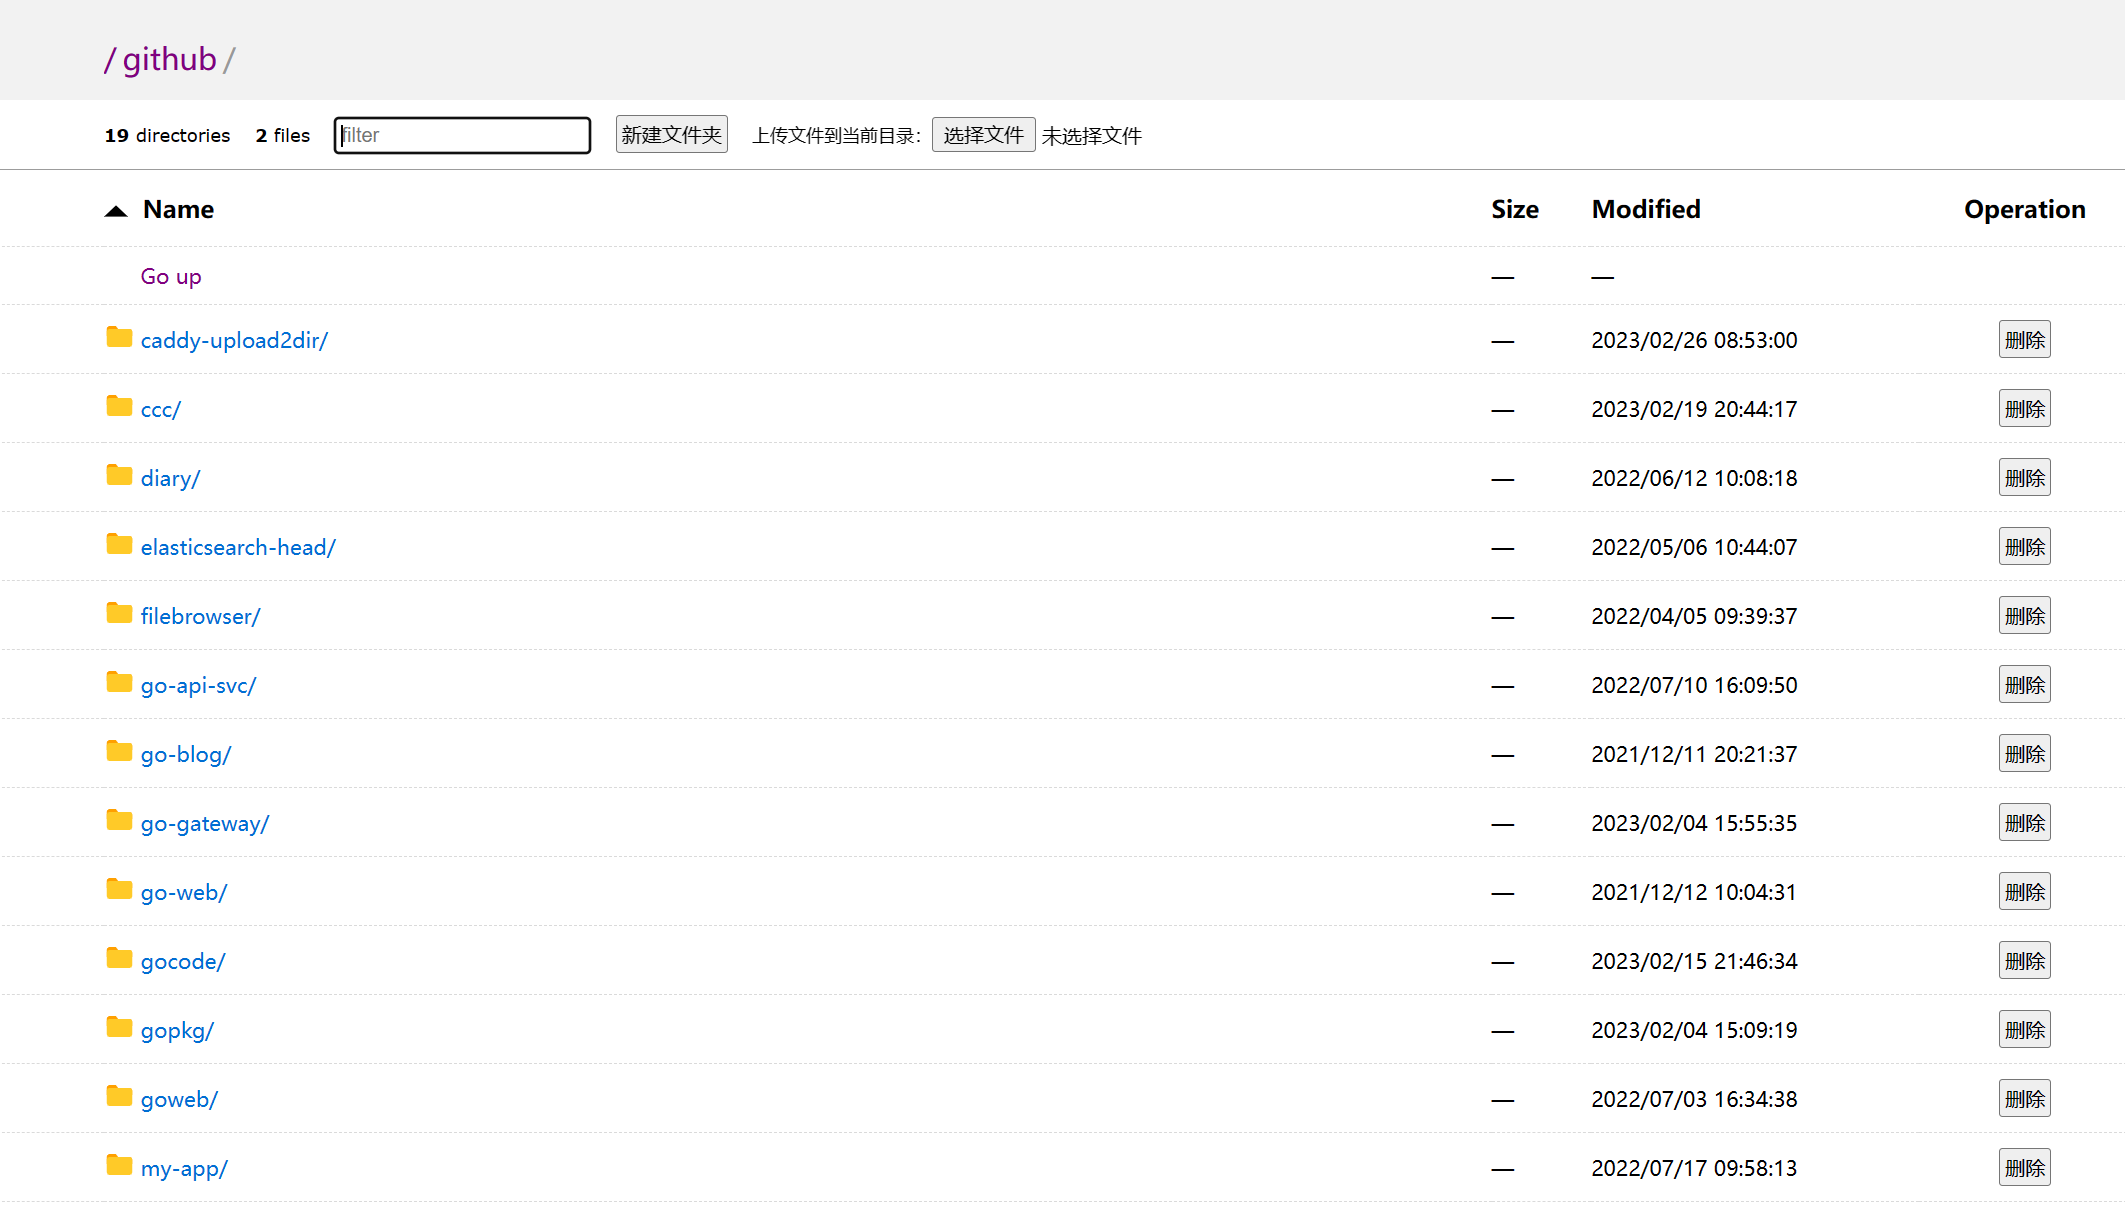 / github /
19 directories 2 files filter 新建文件夹 上传文件到当前目录： 选择文件 未选择文件
Name Size Modified Operation
Go up — —
caddy-upload2dir/ — 2023/02/26 08:53:00 删除
ccc/ — 2023/02/19 20:44:17 删除
diary/ — 2022/06/12 10:08:18 删除
elasticsearch-head/ — 2022/05/06 10:44:07 删除
filebrowser/ — 2022/04/05 09:39:37 删除
go-api-svc/ — 2022/07/10 16:09:50 删除
go-blog/ — 2021/12/11 20:21:37 删除
go-gateway/ — 2023/02/04 15:55:35 删除
go-web/ — 2021/12/12 10:04:31 删除
gocode/ — 2023/02/15 21:46:34 删除
gopkg/ — 2023/02/04 15:09:19 删除
goweb/ — 2022/07/03 16:34:38 删除
my-app/ — 2022/07/17 09:58:13 删除